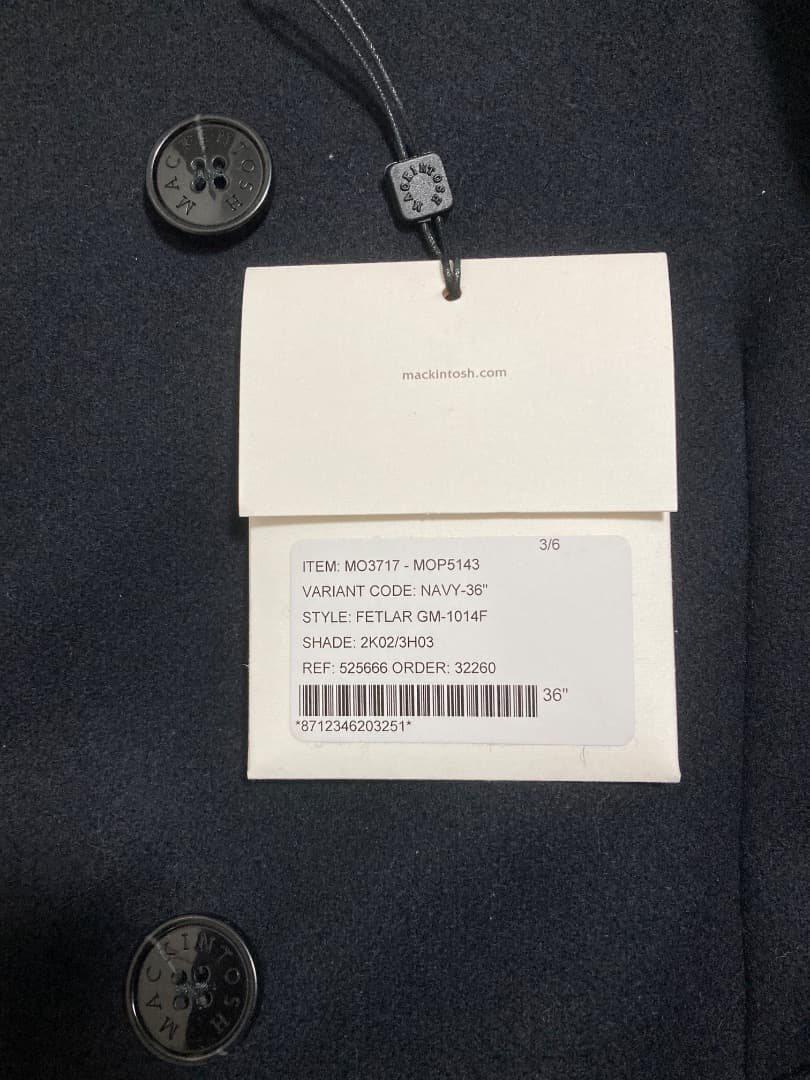 MACKINTOSH
MACKINTOSH
mackintosh.com
3/6
ITEM: MO3717 - MOP5143
VARIANT CODE: NAVY-36"
STYLE: FETLAR GM-1014F
SHADE: 2K02/3H03
REF: 525666 ORDER: 32260
36"
*8712346203251*
MACKINTOSH